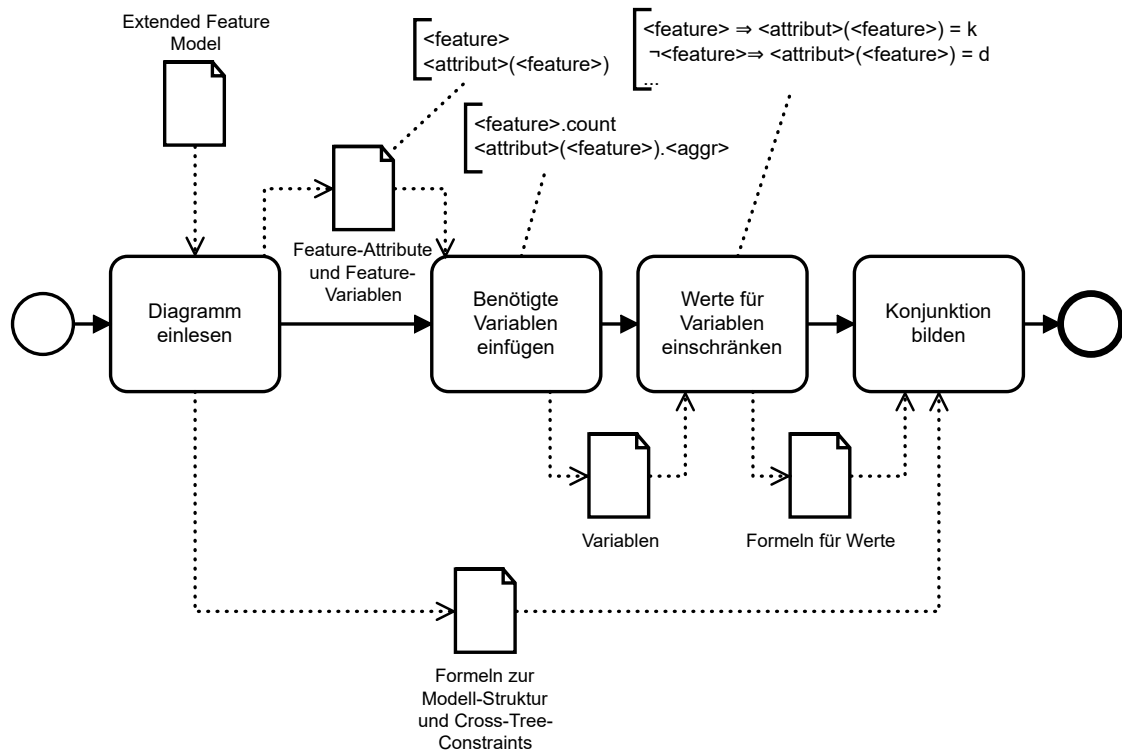 Extended Feature
Model
<feature>
<attribut>(<feature>)
<feature> ⇒ <attribut>(<feature>) = k
¬<feature>⇒ <attribut>(<feature>) = d
...
<feature>.count
<attribut>(<feature>).<aggr>
Feature-Attribute
und Feature-
Variablen
Diagramm
einlesen
Benötigte
Variablen
einfügen
Werte für
Variablen
einschränken
Konjunktion
bilden
Variablen
Formeln für Werte
Formeln zur
Modell-Struktur
und Cross-Tree-
Constraints